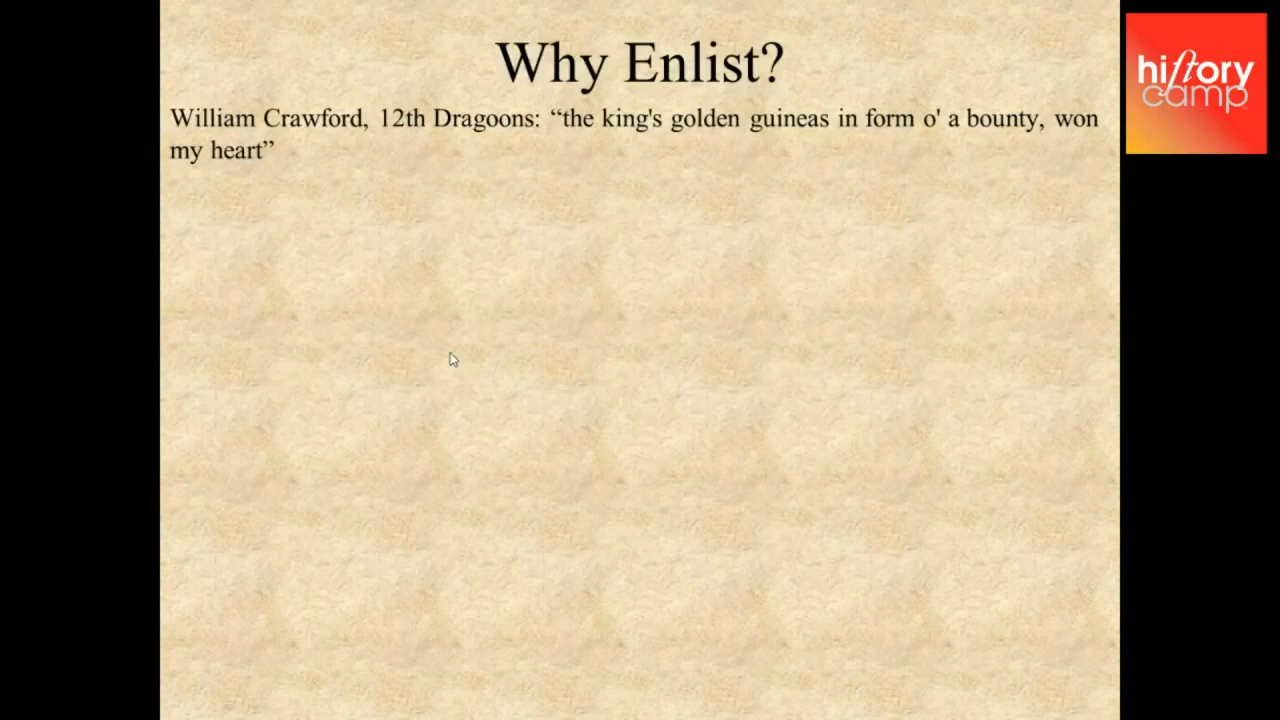 Why Enlist?
William Crawford, 12th Dragoons: “the king's golden guineas in form o' a bounty, won
my heart”
hiſtory
camp